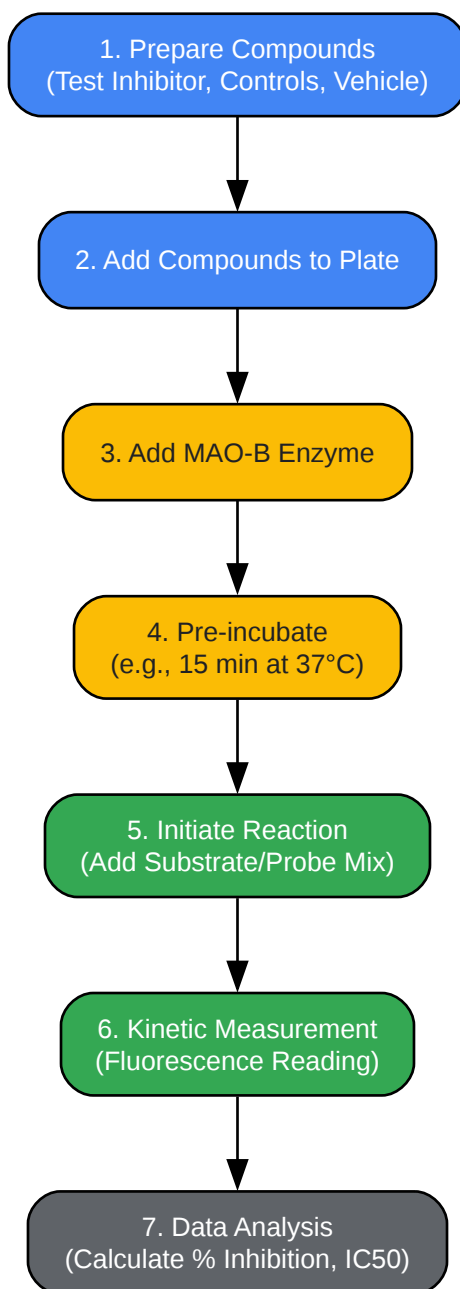 1. Prepare Compounds
(Test Inhibitor, Controls, Vehicle)
2. Add Compounds to Plate
3. Add MAO-B Enzyme
4. Pre-incubate
(e.g., 15 min at 37°C)
5. Initiate Reaction
(Add Substrate/Probe Mix)
6. Kinetic Measurement
(Fluorescence Reading)
7. Data Analysis
(Calculate % Inhibition, IC50)